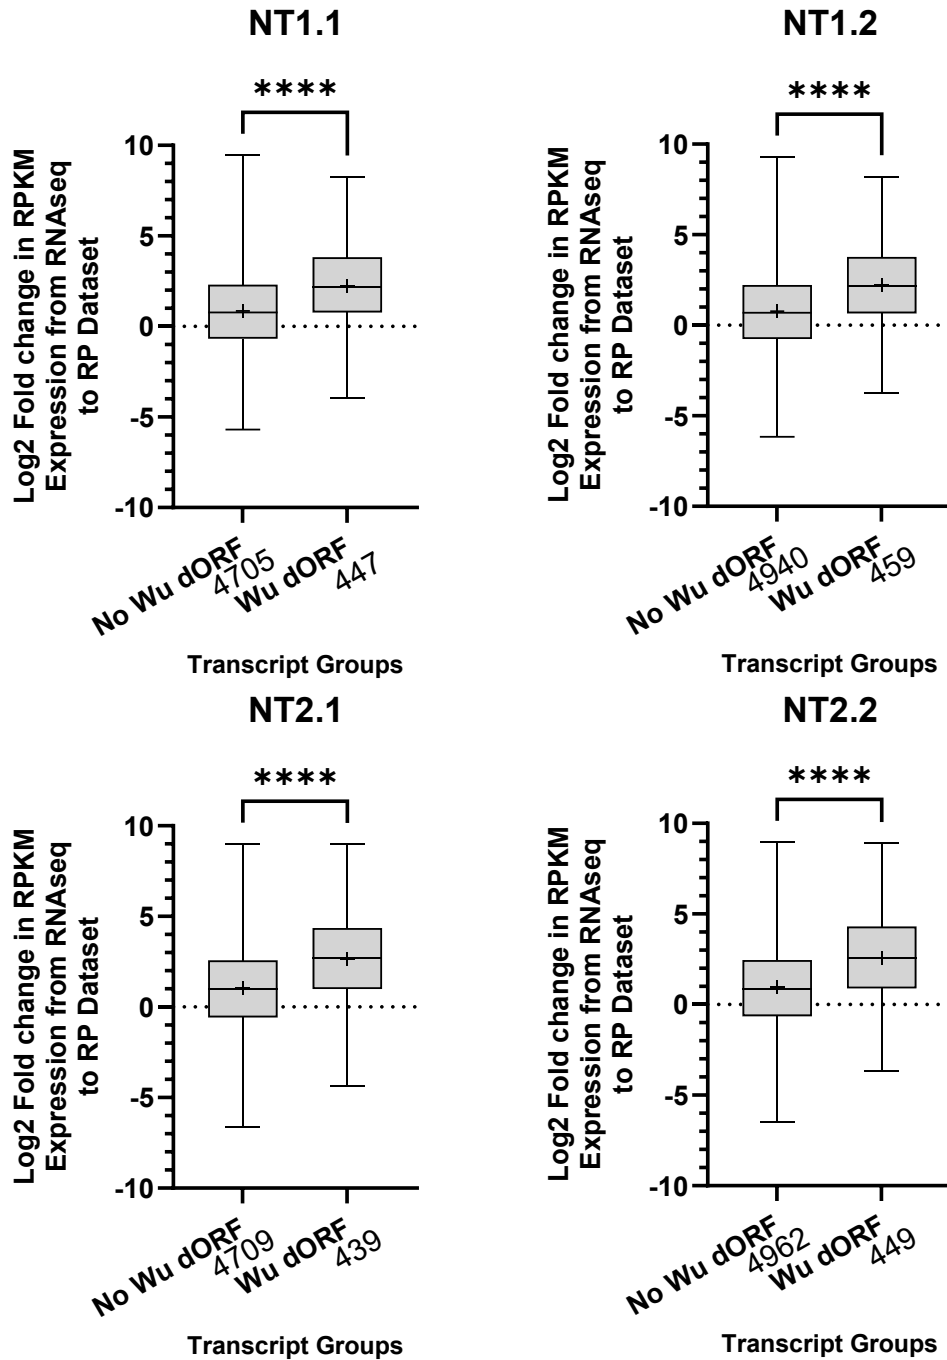 NT1.1
****
Log2 Fold change in RPKM
Expression from RNAseq
to RP Dataset
10
5
0
-5
-10
No Wu dORF
4705
Wu dORF
447
Transcript Groups
NT1.2
****
Log2 Fold change in RPKM
Expression from RNAseq
to RP Dataset
10
5
0
-5
-10
No Wu dORF
4940
Wu dORF
459
Transcript Groups
NT2.1
****
Log2 Fold change in RPKM
Expression from RNAseq
to RP Dataset
10
5
0
-5
-10
No Wu dORF
4709
Wu dORF
439
Transcript Groups
NT2.2
****
Log2 Fold change in RPKM
Expression from RNAseq
to RP Dataset
10
5
0
-5
-10
No Wu dORF
4962
Wu dORF
449
Transcript Groups